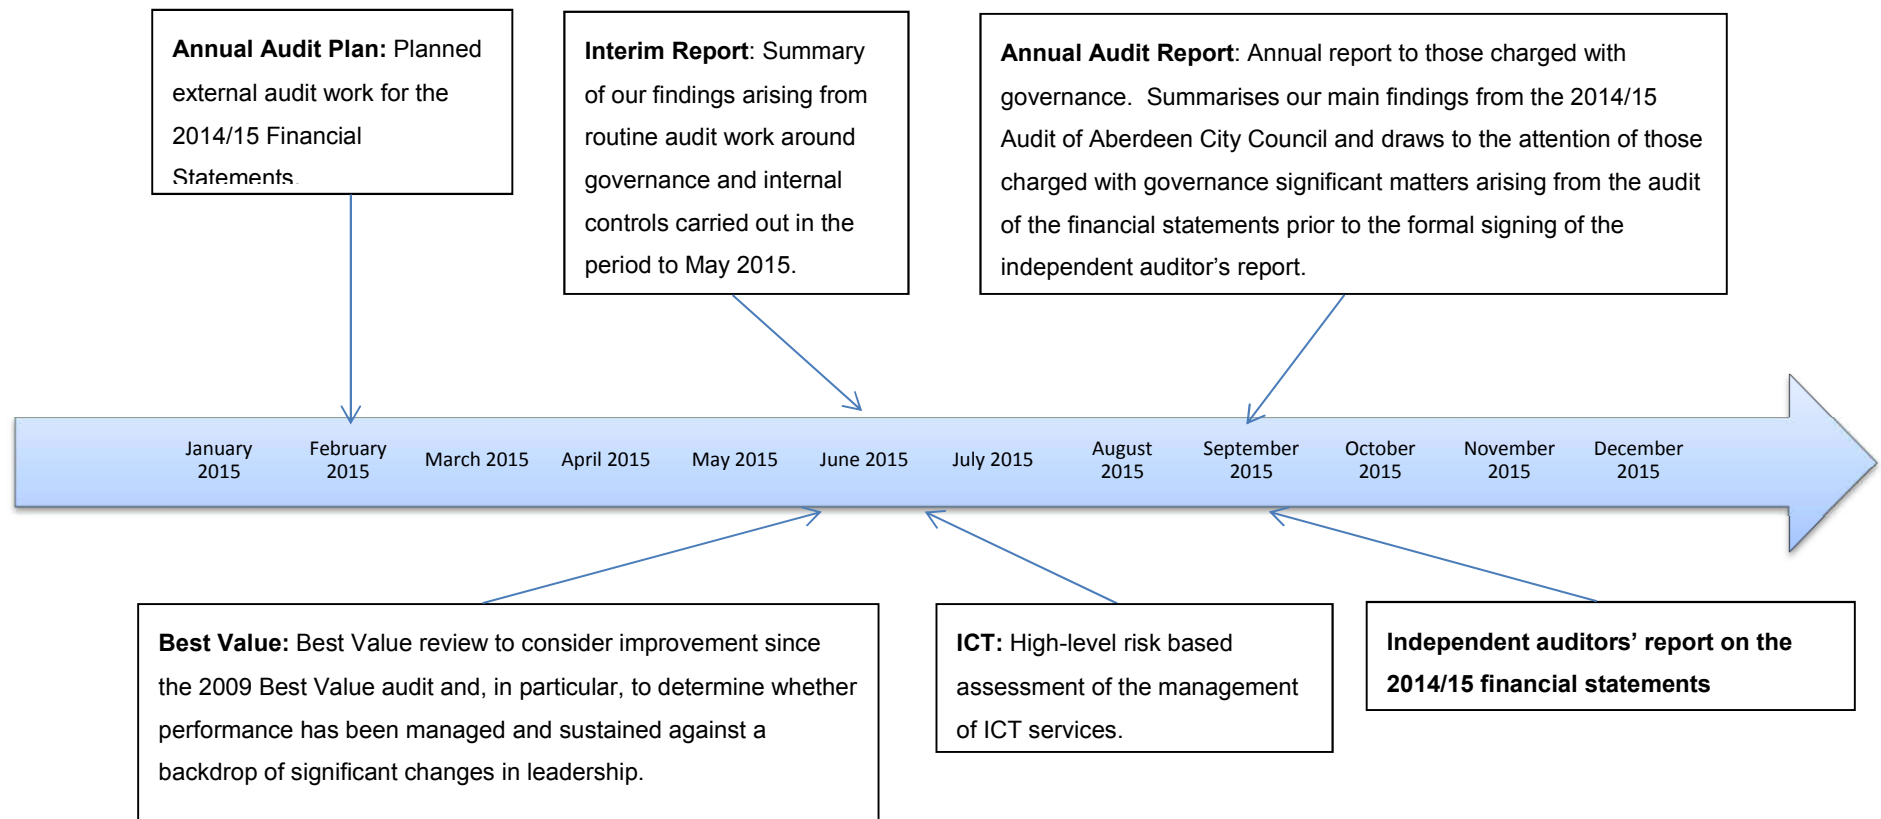 Annual Audit Plan: Planned
external audit work for the
2014/15 Financial
Statements.
Interim Report: Summary
of our findings arising from
routine audit work around
governance and internal
controls carried out in the
period to May 2015.
Annual Audit Report: Annual report to those charged with
governance.  Summarises our main findings from the 2014/15
Audit of Aberdeen City Council and draws to the attention of those
charged with governance significant matters arising from the audit
of the financial statements prior to the formal signing of the
independent auditor’s report.
January
2015
February
2015
March 2015
April 2015
May 2015
June 2015
July 2015
August
2015
September
2015
October
2015
November
2015
December
2015
Best Value: Best Value review to consider improvement since
the 2009 Best Value audit and, in particular, to determine whether
performance has been managed and sustained against a
backdrop of significant changes in leadership.
ICT: High-level risk based
assessment of the management
of ICT services.
Independent auditors’ report on the
2014/15 financial statements